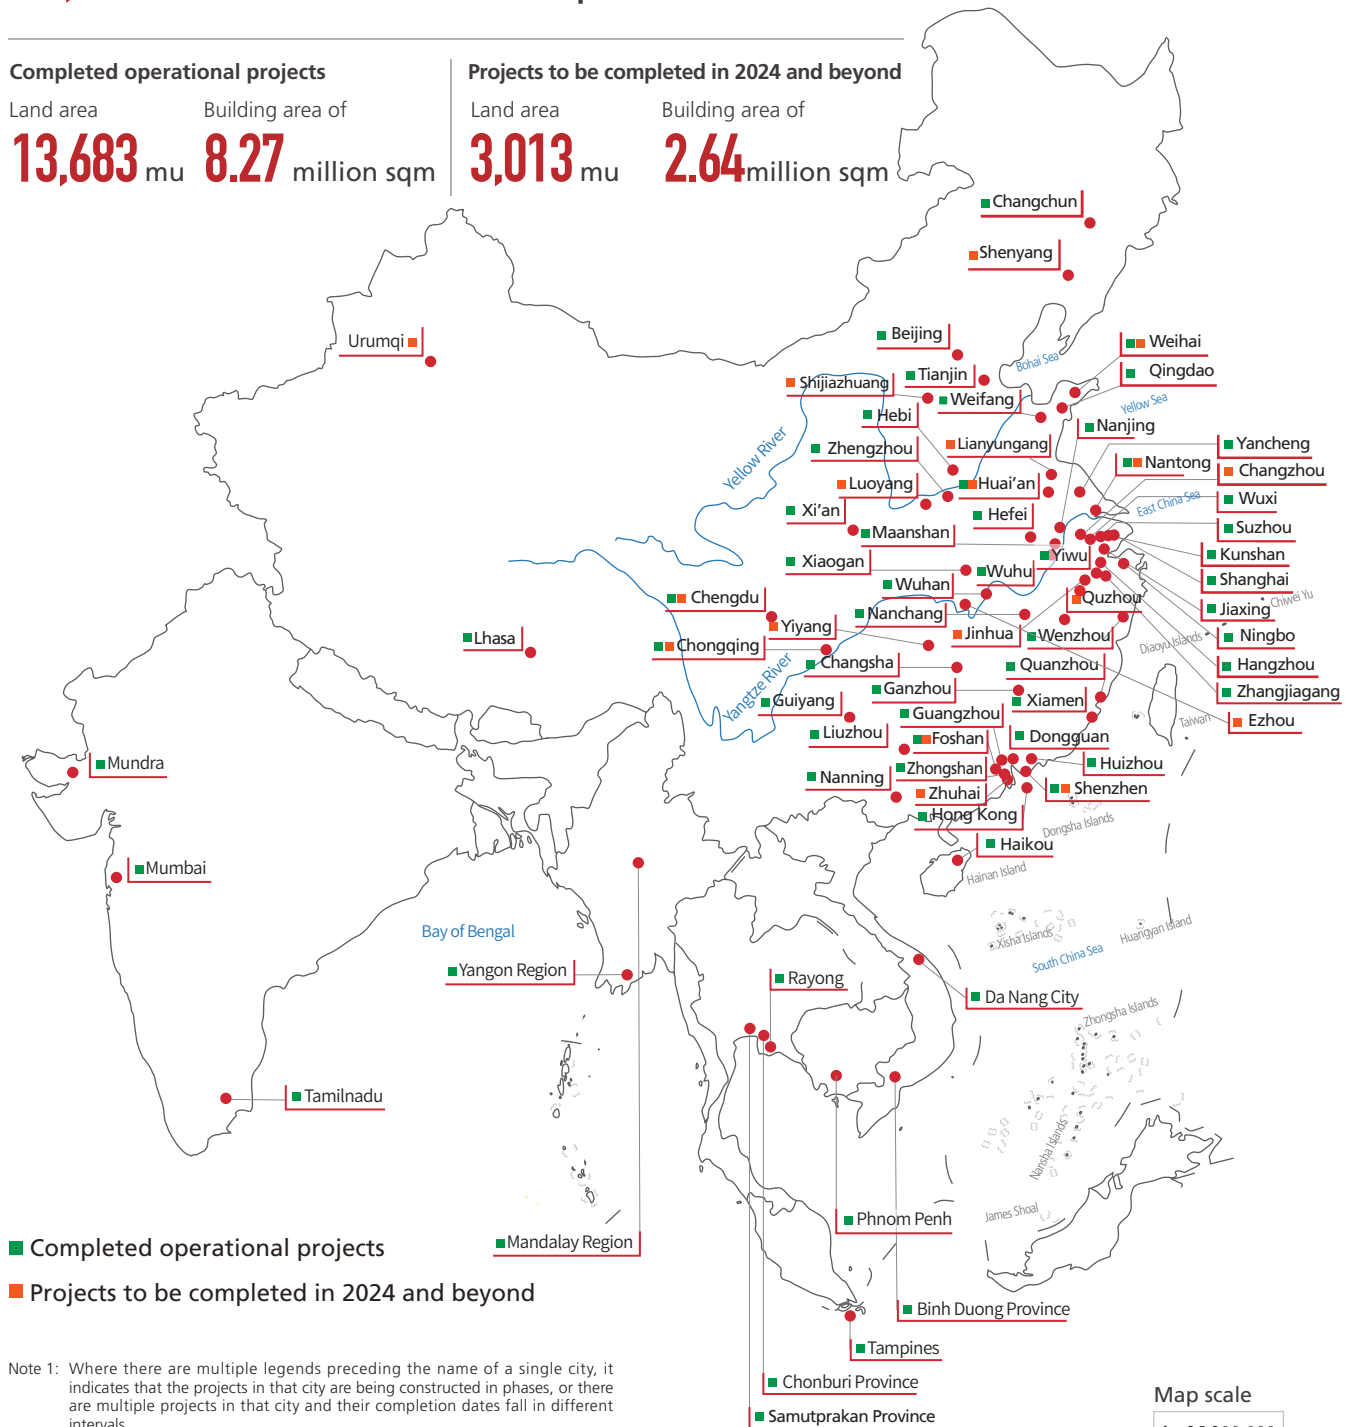 Completed operational projects
Projects to be completed in 2024 and beyond
Land area
Building area of
Land area
Building area of
13,683 mu
8.27 million sqm
3,013 mu
2.64 million sqm
Changchun
Shenyang
Urumqi
Beijing
Weihai
Bohai Sea
Tianjin
Qingdao
Shijiazhuang
Weifang
Yellow Sea
Hebi
Nanjing
Yellow River
Zhengzhou
Lianyungang
Yancheng
Nantong
Changzhou
Luoyang
Huai'an
Wuxi
East China Sea
Xi'an
Hefei
Suzhou
Maanshan
Yiwu
Kunshan
Xiaogan
Wuhu
Shanghai
Wuhan
Chengdu
Quzhou
Chiwei Yu
Jiaxing
Nanchang
Yiyang
Jinhua
Wenzhou
Ningbo
Lhasa
Diaoyu Islands
Chongqing
Changsha
Quanzhou
Hangzhou
Yangtze River
Ganzhou
Zhangjiagang
Guiyang
Xiamen
Guangzhou
Taiwan
Ezhou
Liuzhou
Foshan
Dongguan
Mundra
Zhongshan
Huizhou
Nanning
Zhuhai
Shenzhen
Hong Kong
Dongsha Islands
Haikou
Mumbai
Hainan Island
Bay of Bengal
Xisha Islands
Huangyan Island
South China Sea
Yangon Region
Rayong
Da Nang City
Zhongsha Islands
Tamilnadu
Nansha Islands
James Shoal
Phnom Penh
Mandalay Region
Completed operational projects
Projects to be completed in 2024 and beyond
Binh Duong Province
Tampines
Note 1: Where there are multiple legends preceding the name of a single city, it
indicates that the projects in that city are being constructed in phases, or there
are multiple projects in that city and their completion dates fall in different
intervals
Chonburi Province
Map scale
Samutprakan Province